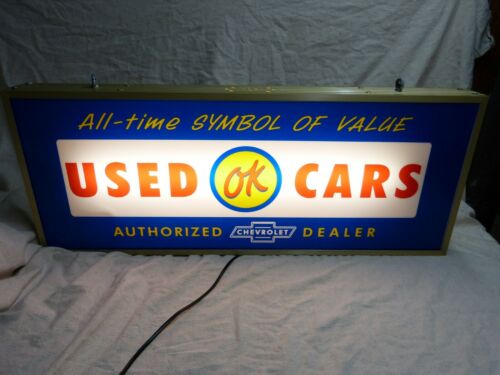 All-time SYMBOL OF VALUE
USED OK CARS
AUTHORIZED CHEVROLET DEALER